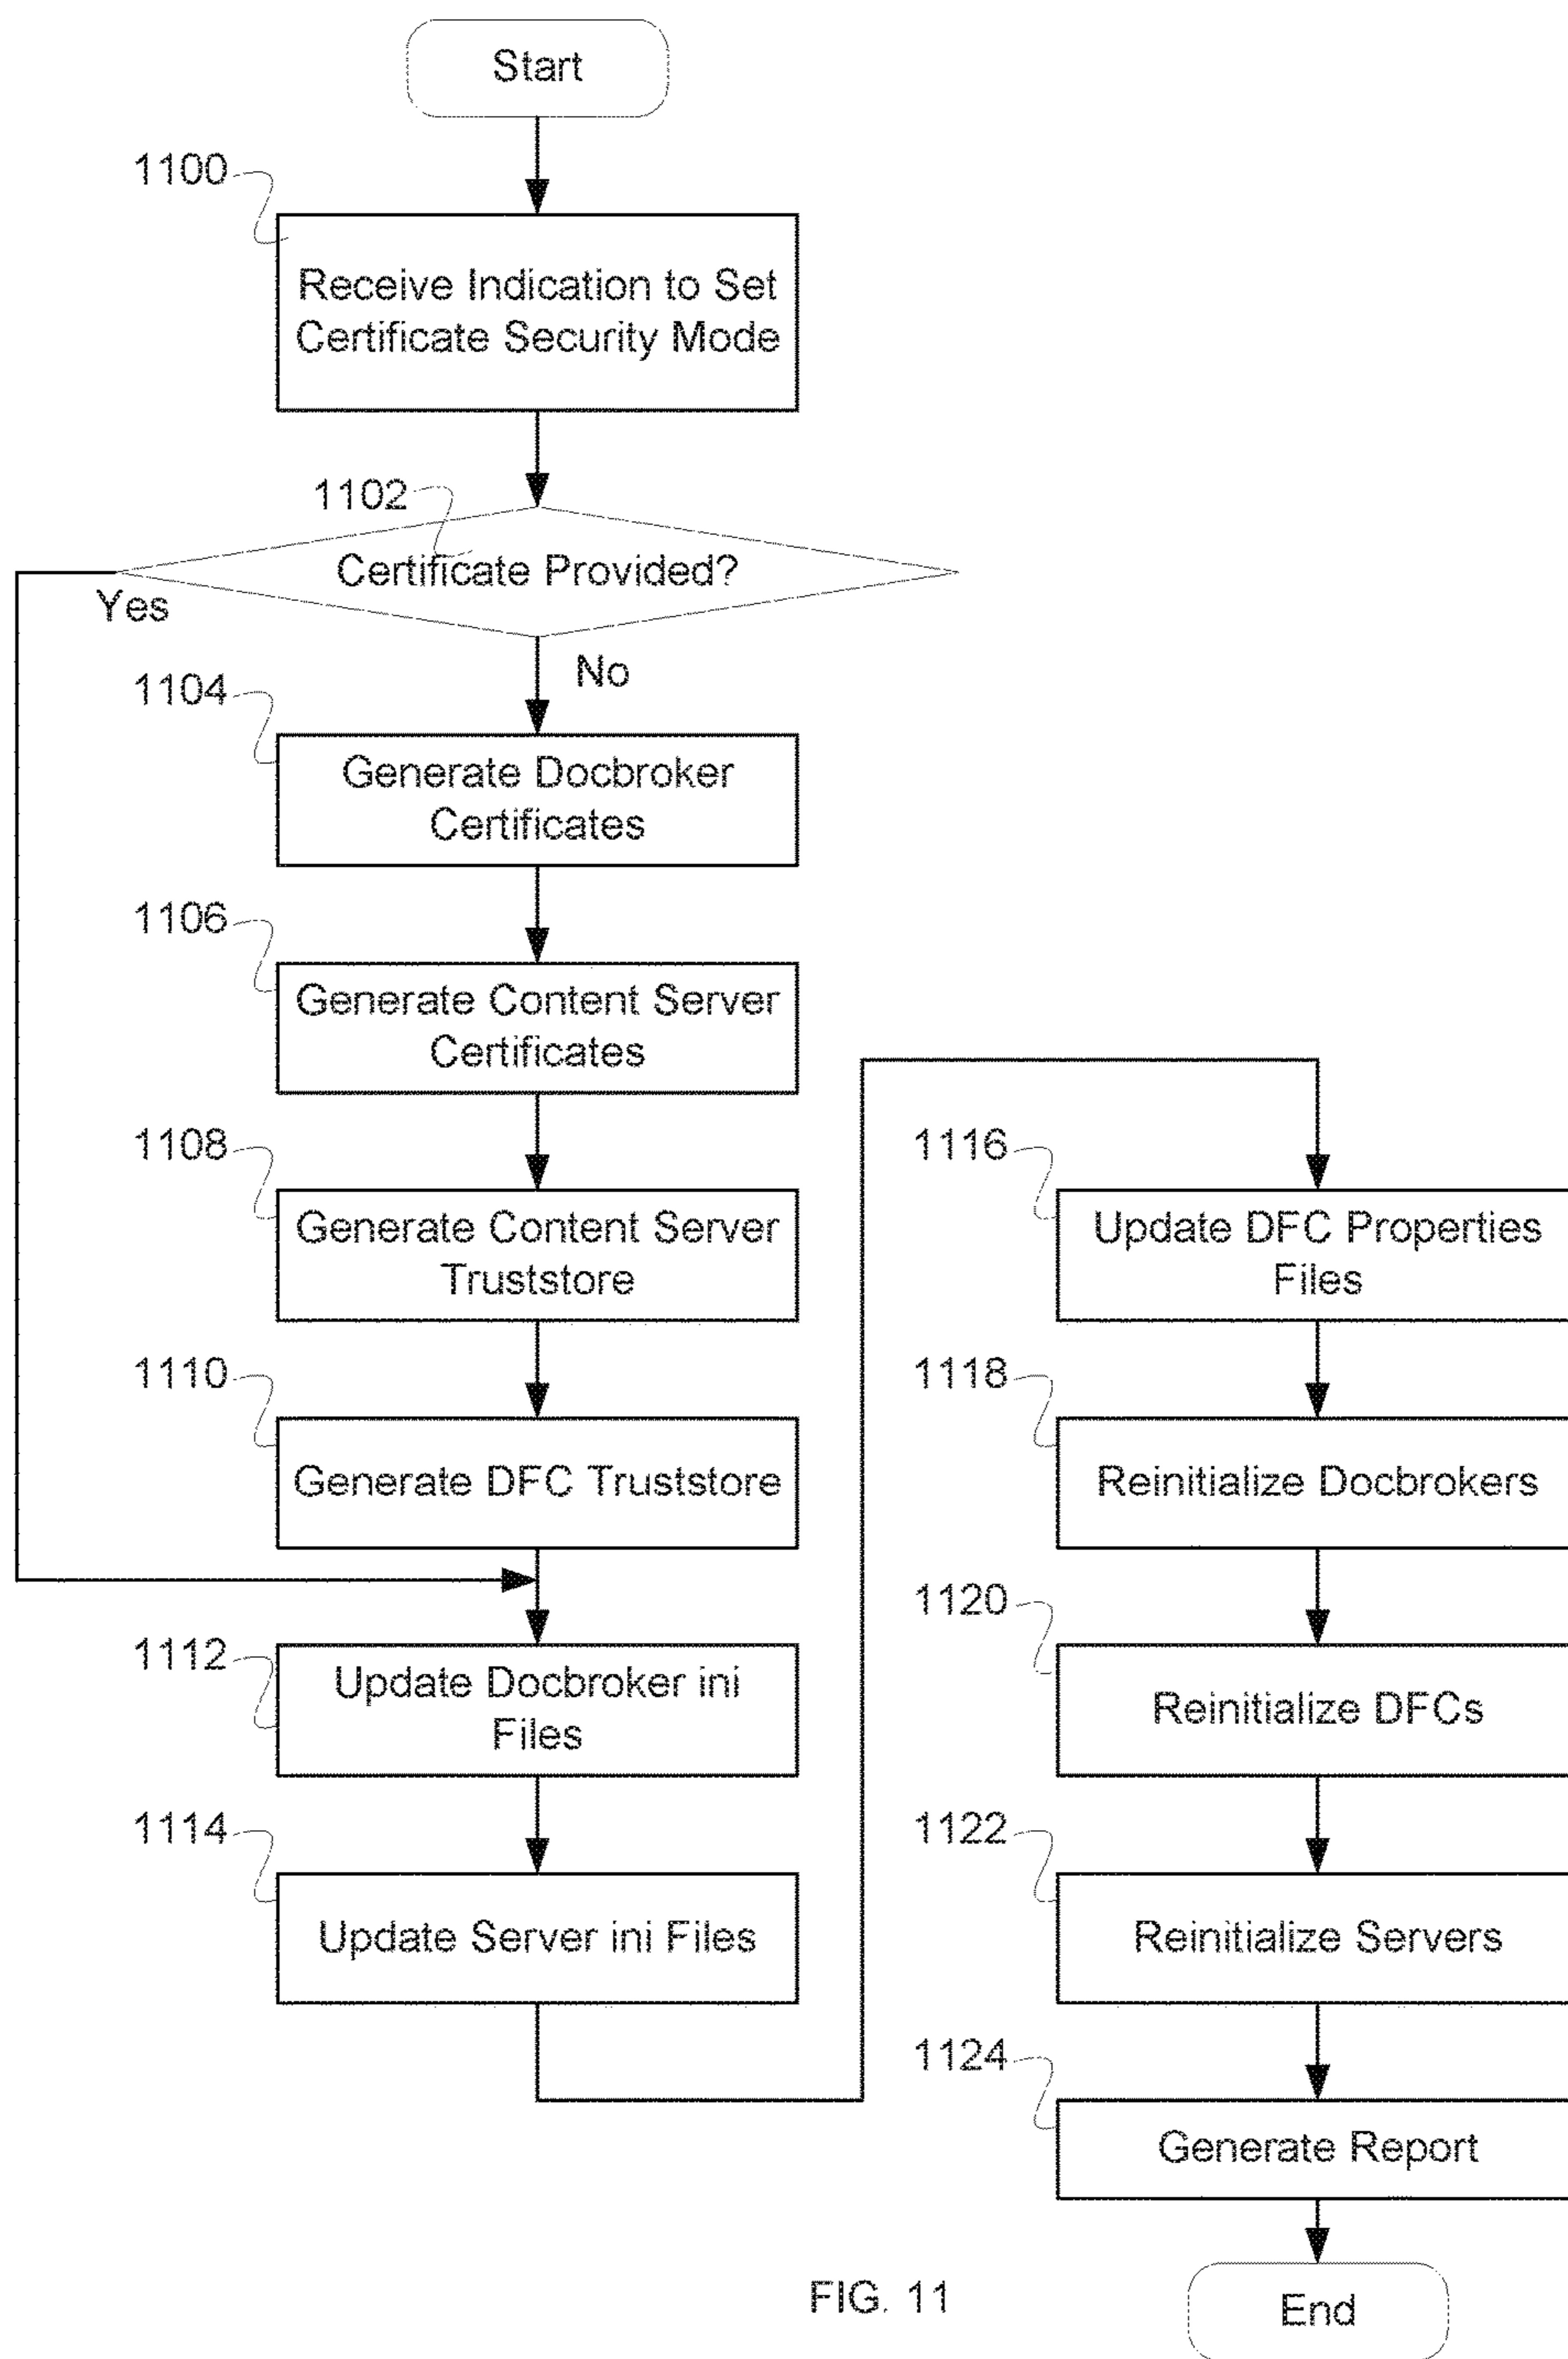 Start
1100
Receive Indication to Set
Certificate Security Mode
1102
Certificate Provided?
Yes
No
1104
Generate Docbroker
Certificates
1106
Generate Content Server
Certificates
1108
Generate Content Server
Truststore
1110
Generate DFC Truststore
1112
Update Docbroker ini
Files
1114
Update Server ini Files
1116
Update DFC Properties
Files
1118
Reinitialize Docbrokers
1120
Reinitialize DFCs
1122
Reinitialize Servers
1124
Generate Report
End
FIG. 11